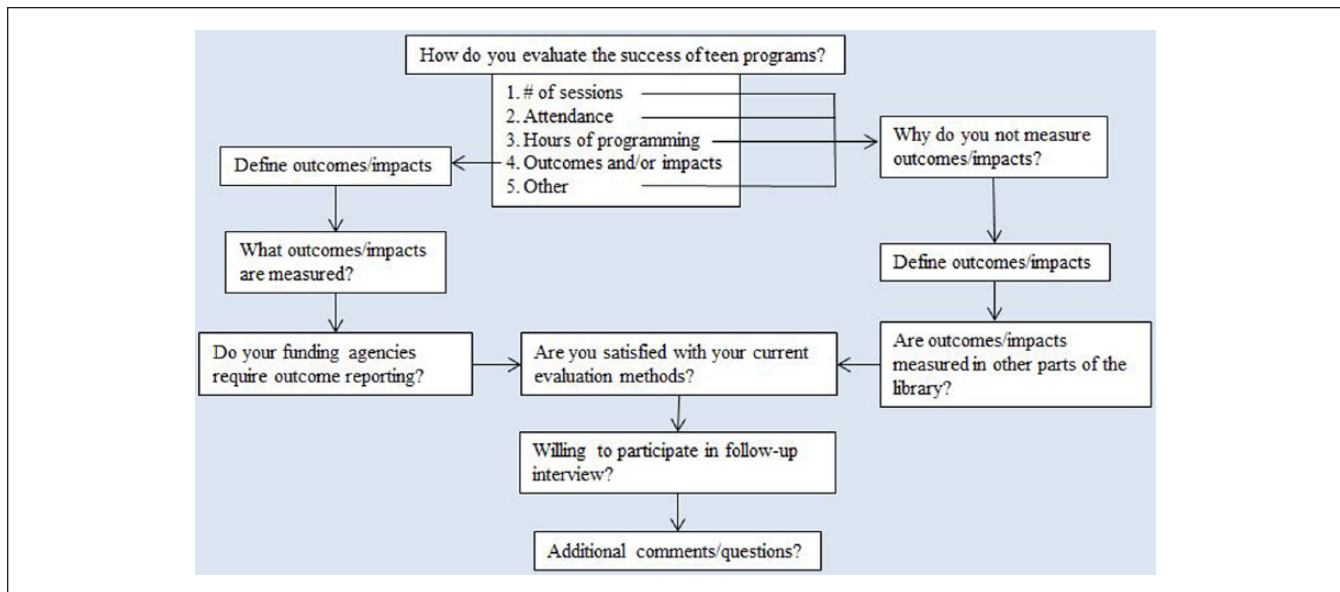 How do you evaluate the success of teen programs?
1. # of sessions
2. Attendance
3. Hours of programming
4. Outcomes and/or impacts
5. Other
Define outcomes/impacts
What outcomes/impacts
are measured?
Do your funding agencies
require outcome reporting?
Why do you not measure
outcomes/impacts?
Define outcomes/impacts
Are outcomes/impacts
measured in other parts of the
library?
Are you satisfied with your current
evaluation methods?
Willing to participate in follow-up
interview?
Additional comments/questions?